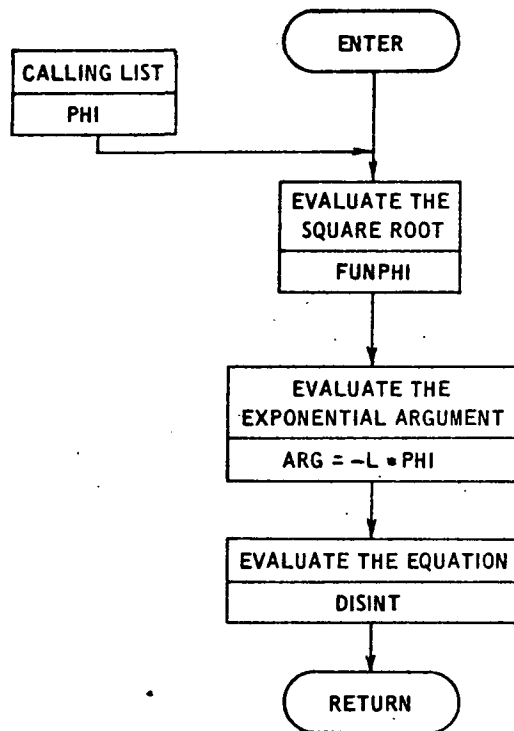 ENTER
CALLING LIST
PHI
EVALUATE THE
SQUARE ROOT
FUNPHI
EVALUATE THE
EXPONENTIAL ARGUMENT
ARG = -L * PHI
EVALUATE THE EQUATION
DISINT
RETURN